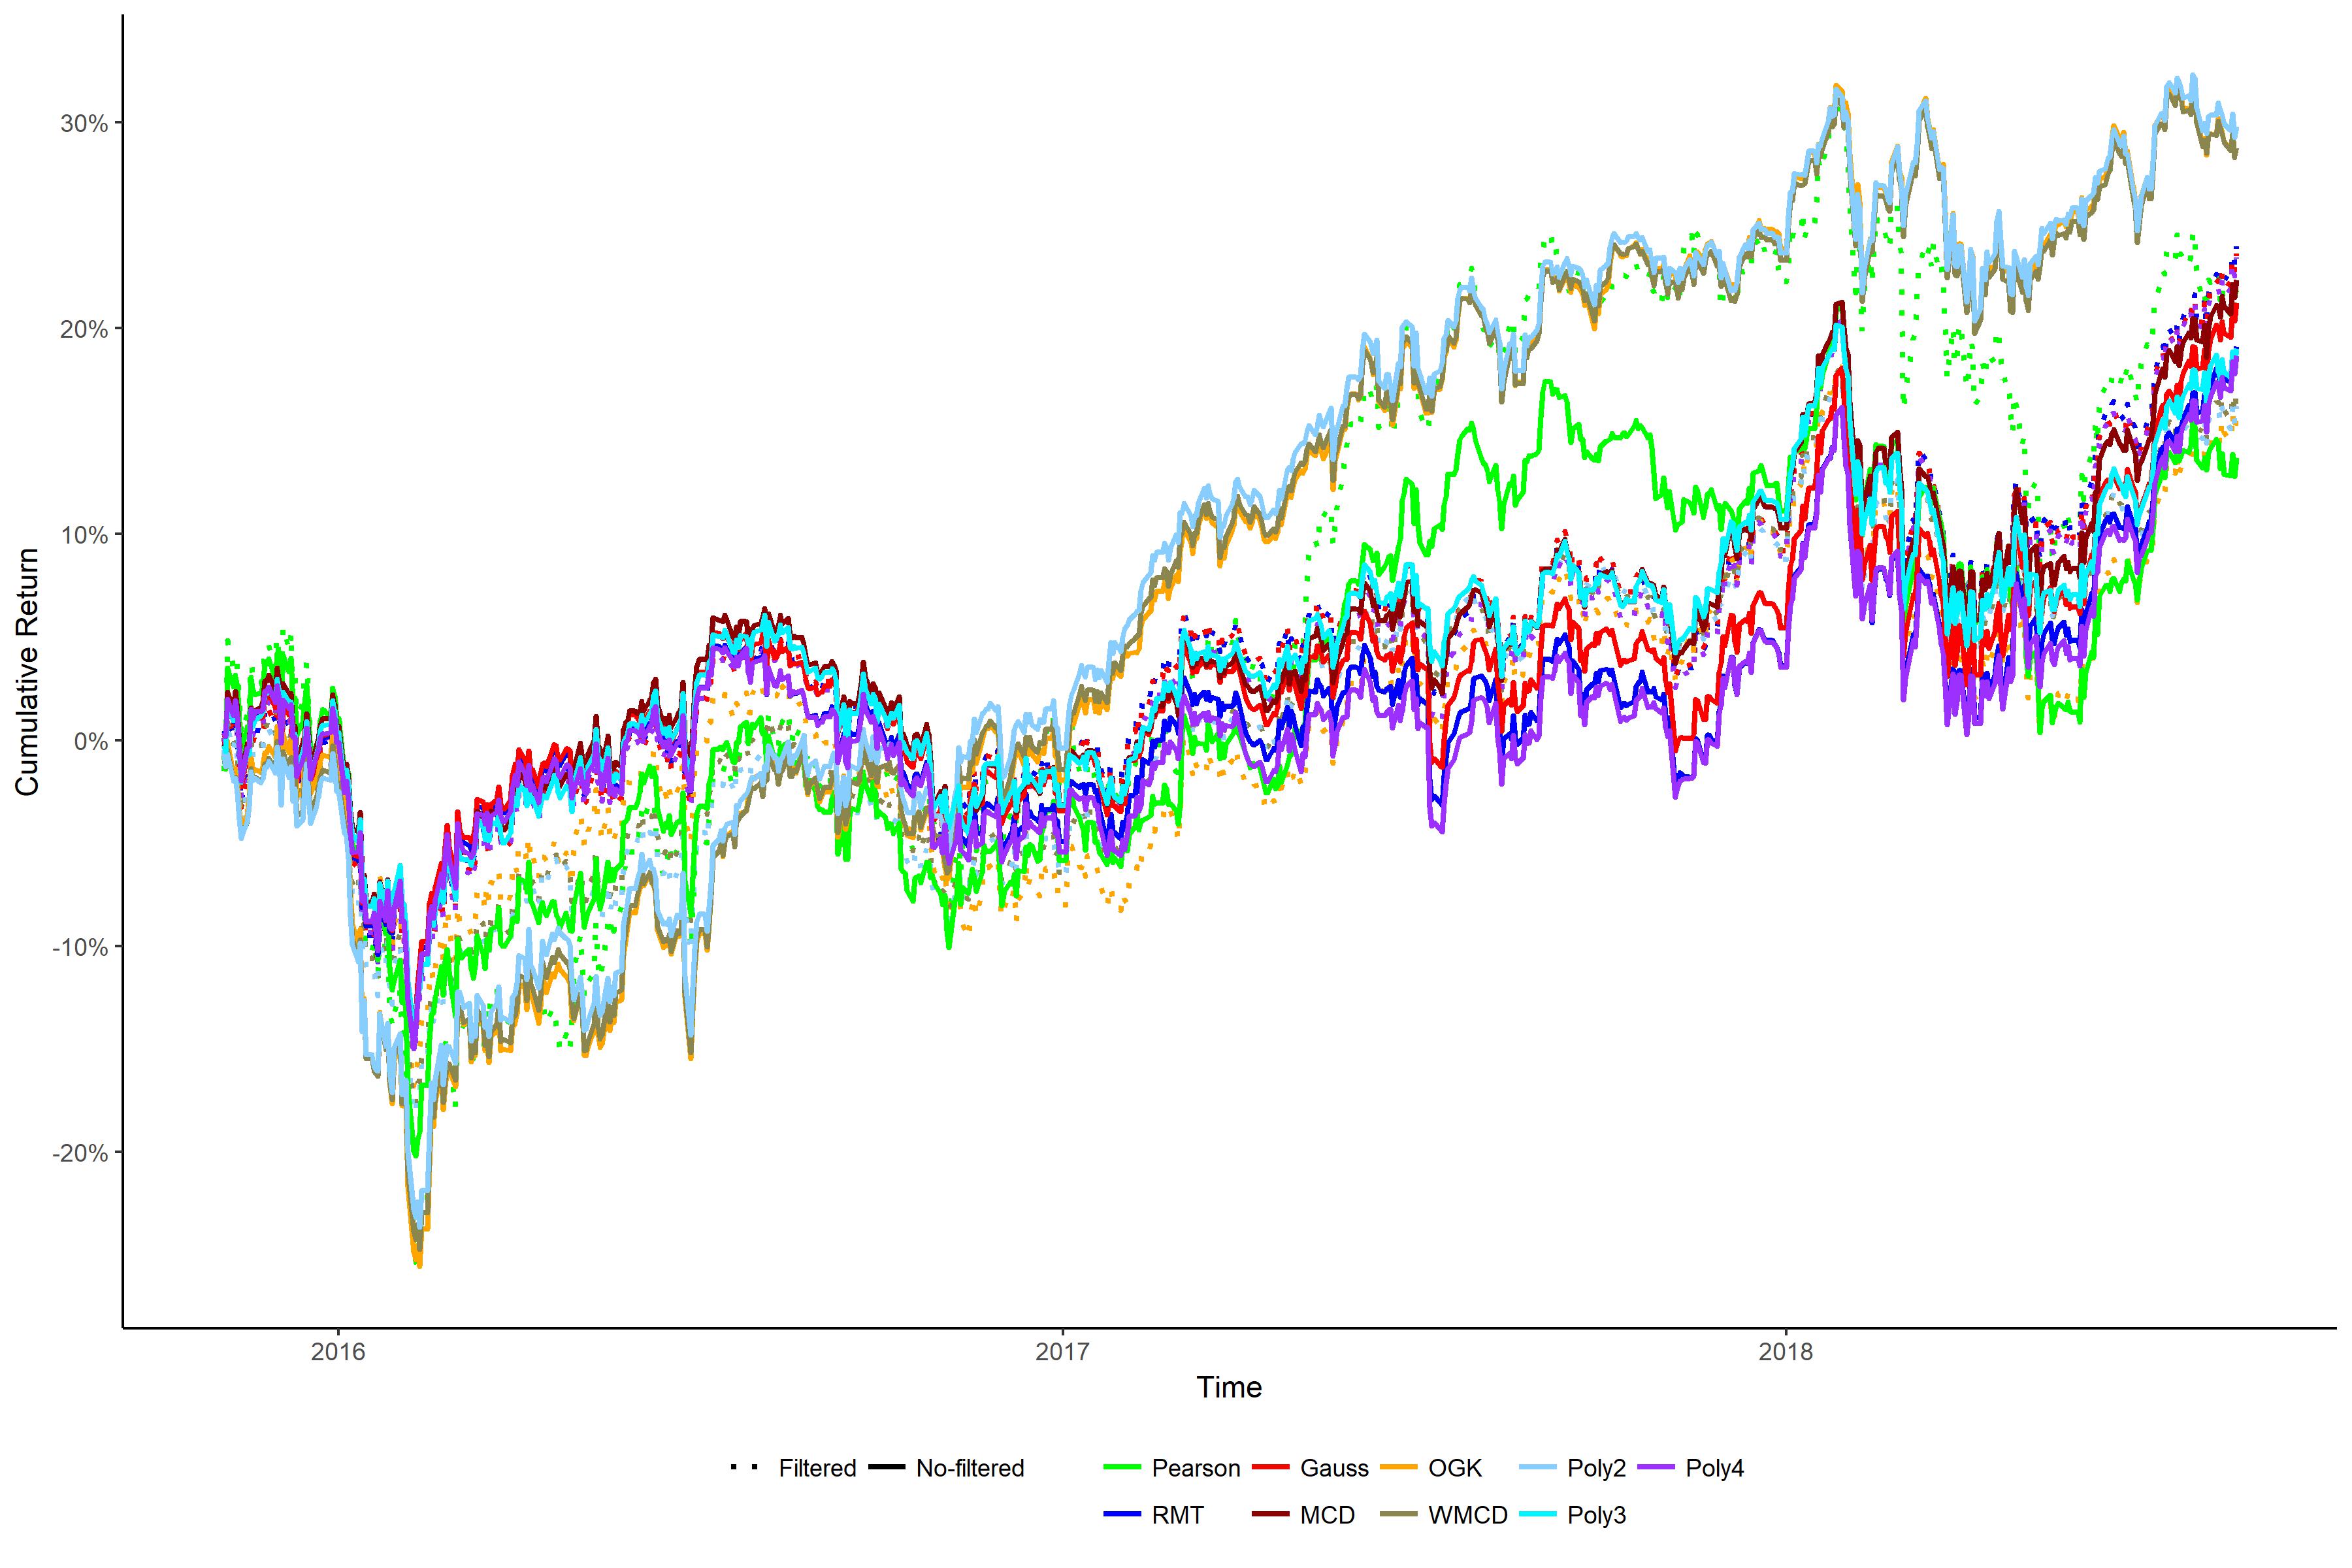 30%
20%
10%
0%
-10%
-20%
Cumulative Return
2016 2017 2018
Time
Filtered No-filtered Pearson Gauss OGK Poly2 Poly4
RMT MCD WMCD Poly3